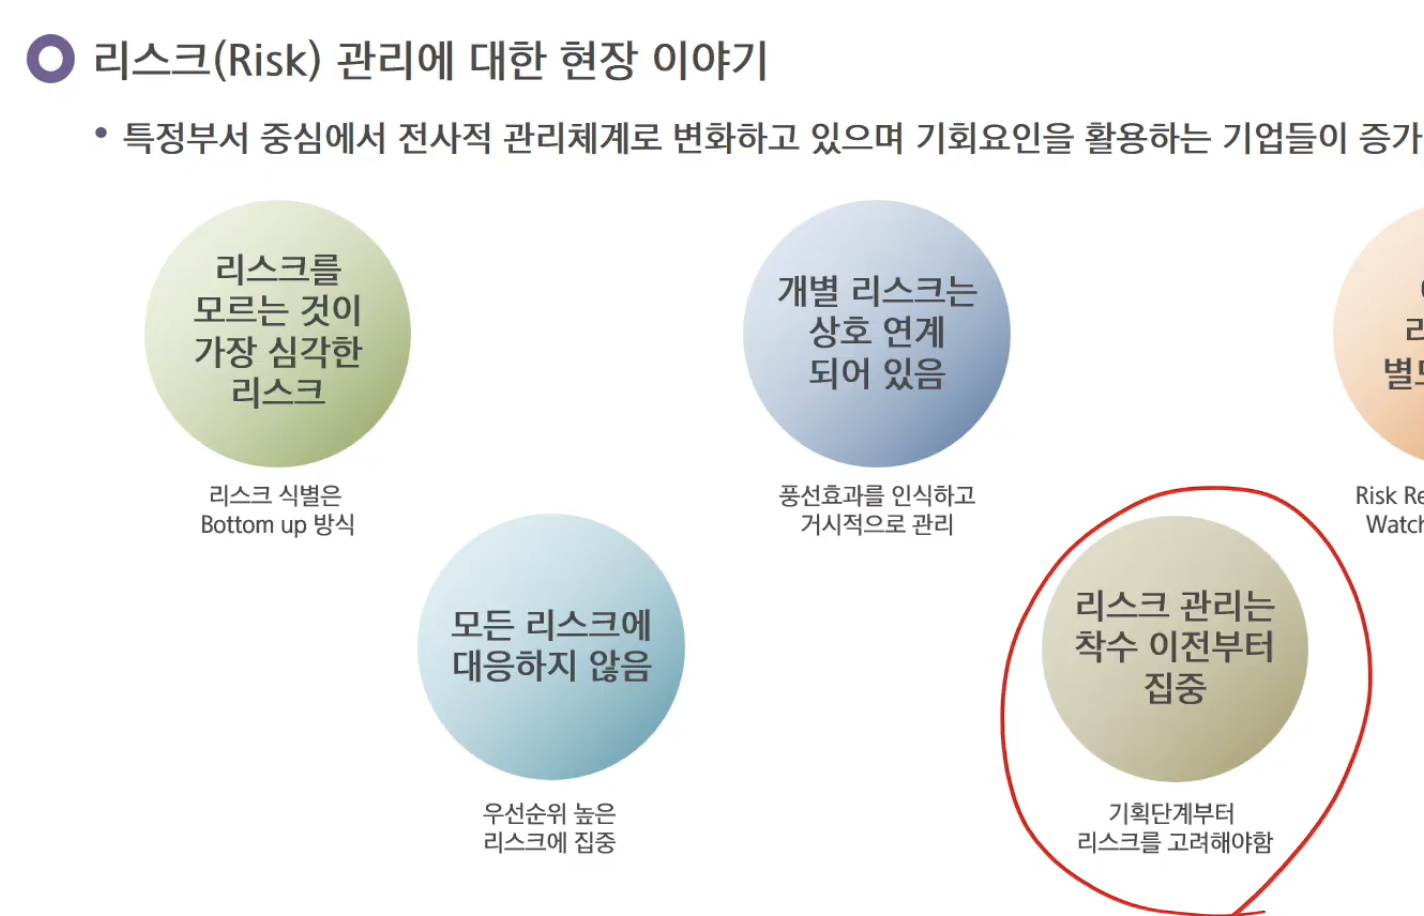 리스크(Risk) 관리에 대한 현장 이야기
• 특정부서 중심에서 전사적 관리체계로 변화하고 있으며 기회요인을 활용하는 기업들이 증가
리스크를
모르는 것이
가장 심각한
리스크
리스크 식별은
Bottom up 방식
모든 리스크에
대응하지 않음
우선순위 높은
리스크에 집중
개별 리스크는
상호 연계
되어 있음
풍선효과를 인식하고
거시적으로 관리
리스크 관리는
착수 이전부터
집중
기획단계부터
리스크를 고려해야함
Risk Re
Watch